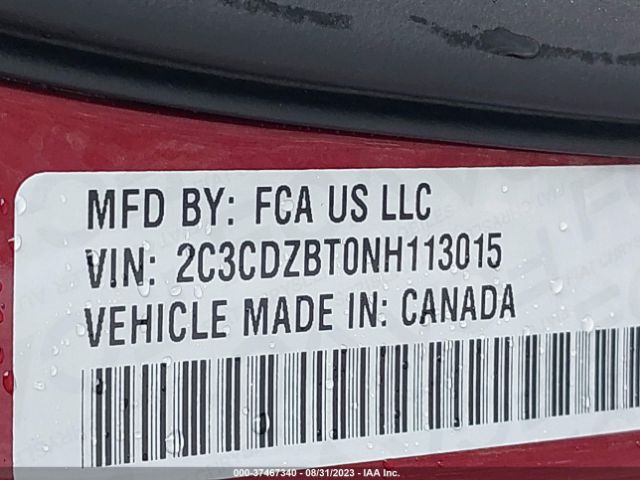 MFD BY: FCA US LLC
VIN: 2C3CDZBT0NH113015
VEHICLE MADE IN: CANADA
000-37467340 - 08/31/2023 - IAA Inc.